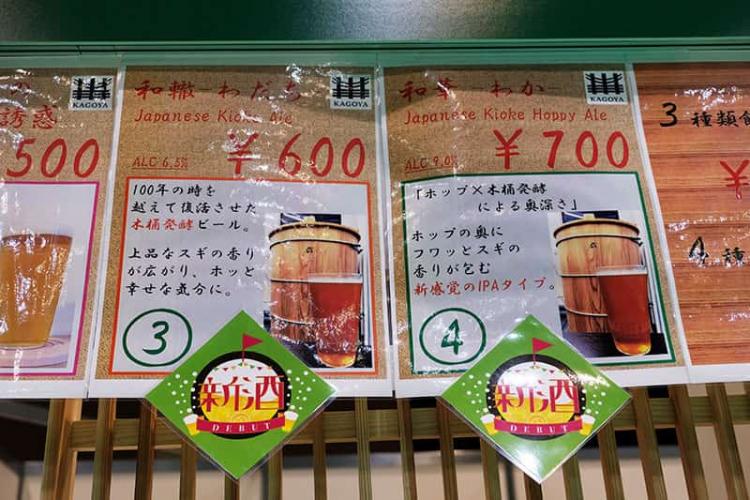 の
誘惑
KAGOYA
500
和轍-わだち
KAGOYA
Japanese Kioke Ale
ALC 6.5%
¥600
100年の時を
越えて復活させた
木桶発酵ビール。
上品なスギの香り
が広がり、ホッと
幸せな気分に。
3
新酒
DEBUT
和華-わか-
KAGOYA
Japanese Kioke Hoppy Ale
ALC 9.0%
¥700
「ホップ×木桶発酵
による奥深さ」
ホップの奥に
フワッとスギの
香りが包む
新感覚のIPAタイプ。
4
新酒
DEBUT
3種類飲
¥
4種